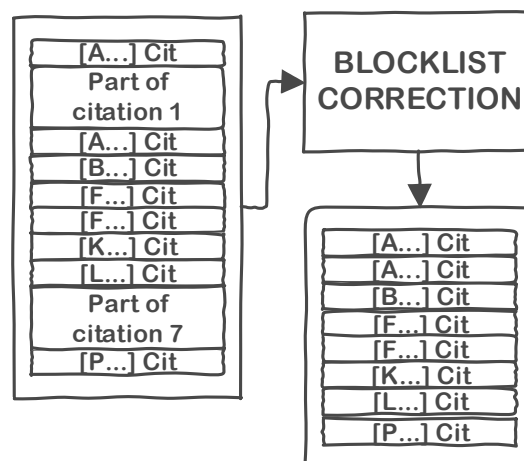 [A...] Cit
Part of
citation 1
[A...] Cit
[B...] Cit
[F...] Cit
[F...] Cit
[K...] Cit
[L...] Cit
Part of
citation 7
[P...] Cit
BLOCKLIST
CORRECTION
[A...] Cit
[A...] Cit
[B...] Cit
[F...] Cit
[F...] Cit
[K...] Cit
[L...] Cit
[P...] Cit